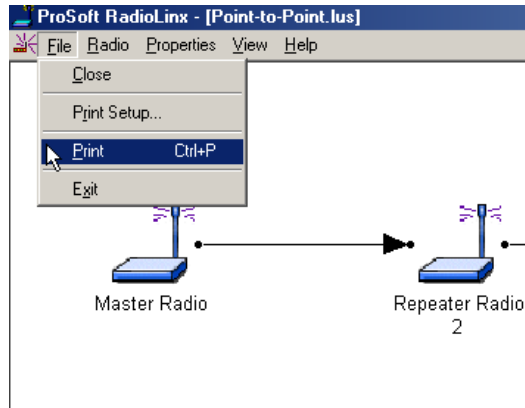 ProSoft RadioLinx - [Point-to-Point.lus]
File Radio Properties View Help
Close
Print Setup...
Print Ctrl+P
Exit
Master Radio
Repeater Radio
2